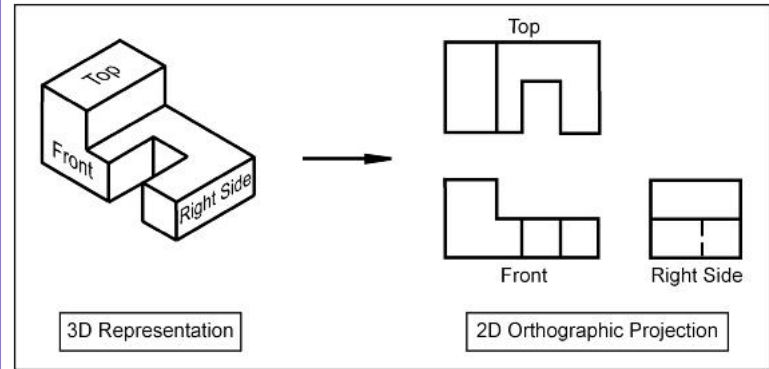 Top
Front
Right Side
3D Representation
Top
Front
Right Side
2D Orthographic Projection